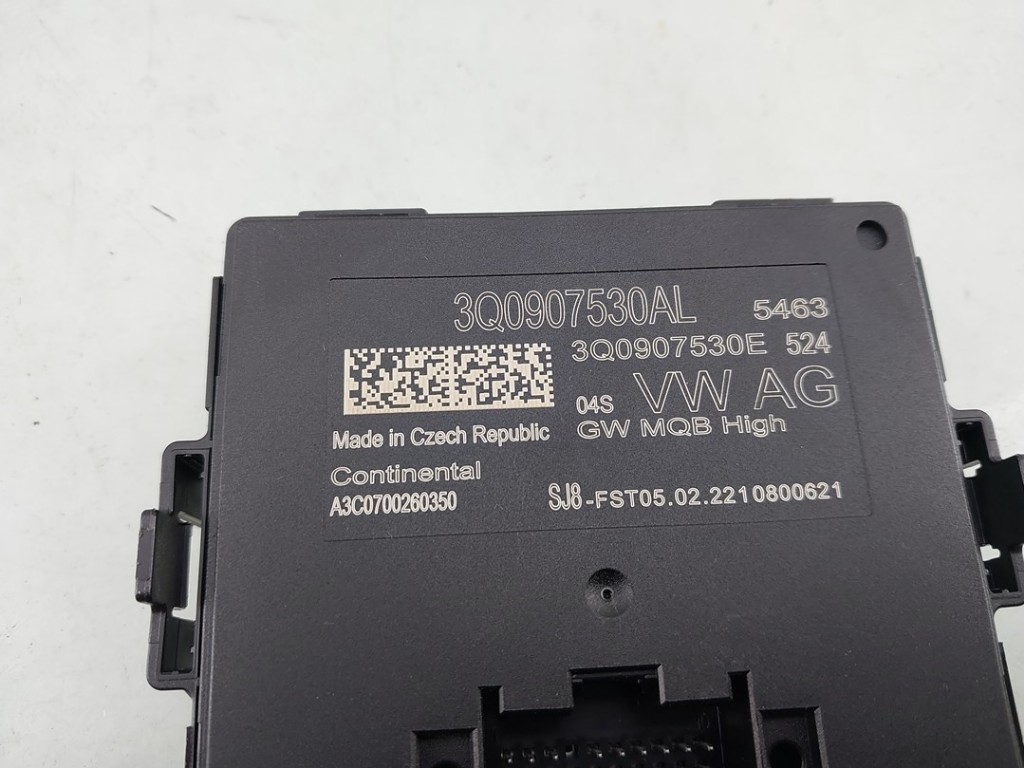 3Q0907530AL 5463
3Q0907530E 524
04S VW AG
GW MQB High
Made in Czech Republic
Continental
A3C0700260350
SJ8-FST05.02.2210800621